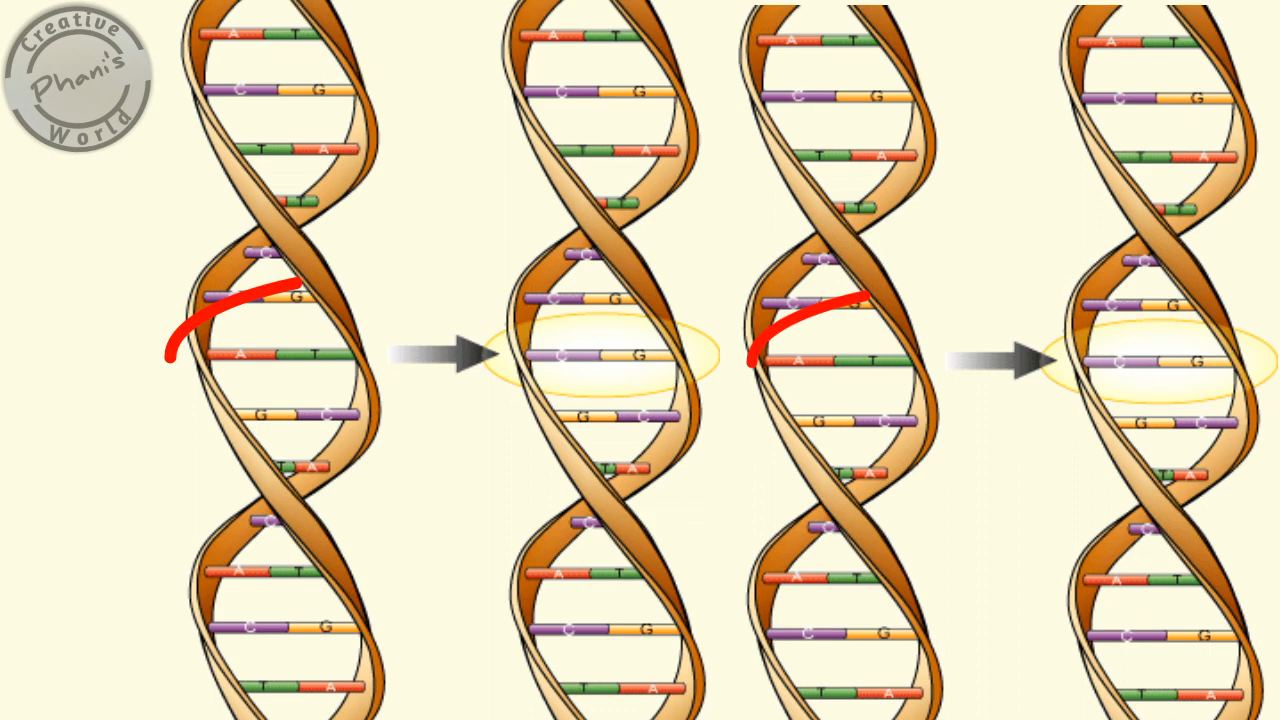 Creative
Phani's
World
A T A T A T A T
C G C G C G C G
T A T A T A T A
T T T T
C C C C
G C G C G C G
A T C G A T C G
G C G C G C G C
T A T A T A T A
C C C C
A T A T A T A T
C G C G C G C G
T A T A T A T A